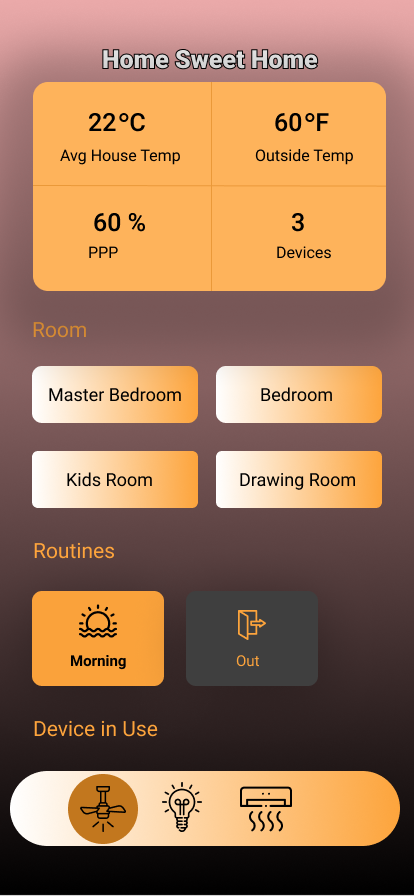 Home Sweet Home
22°C
60°F
Avg House Temp
Outside Temp
60 %
3
PPP
Devices
Room
Master Bedroom
Bedroom
Kids Room
Drawing Room
Routines
Morning
Out
Device in Use